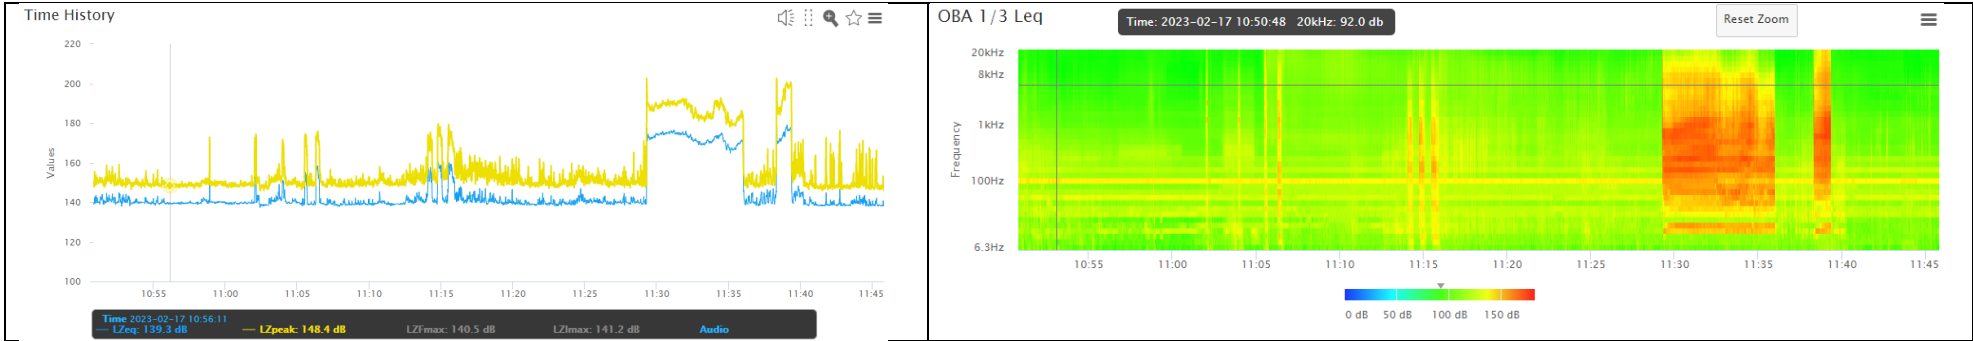 Time History
220
200
180
160
140
120
100
Values
10:55 11:00 11:05 11:10 11:15 11:20 11:25 11:30 11:35 11:40 11:45
Time 2023-02-17 10:56:11
LZeq: 139.3 dB LZpeak: 148.4 dB LZFmax: 140.5 dB LZImax: 141.2 dB Audio
OBA 1/3 Leq
Time: 2023-02-17 10:50:48 20kHz: 92.0 db
Reset Zoom
20kHz
8kHz
1kHz
100Hz
6.3Hz
Frequency
10:55 11:00 11:05 11:10 11:15 11:20 11:25 11:30 11:35 11:40 11:45
0 dB 50 dB 100 dB 150 dB